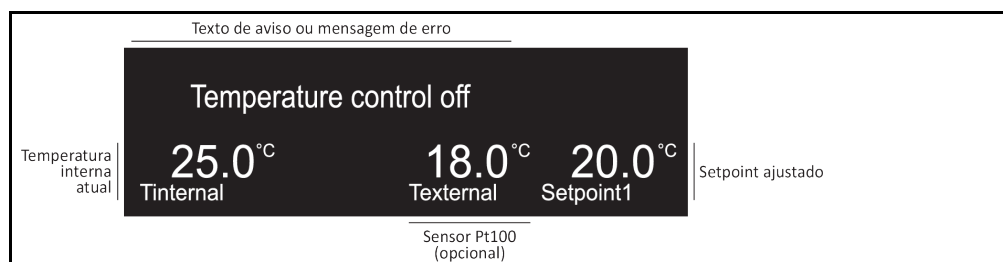 Texto de aviso ou mensagem de erro
Temperature control off
Temperatura
interna
atual
25.0°C
Tinternal
18.0°C
Texternal
20.0°C
Setpoint1
Setpoint ajustado
Sensor Pt100
(opcional)